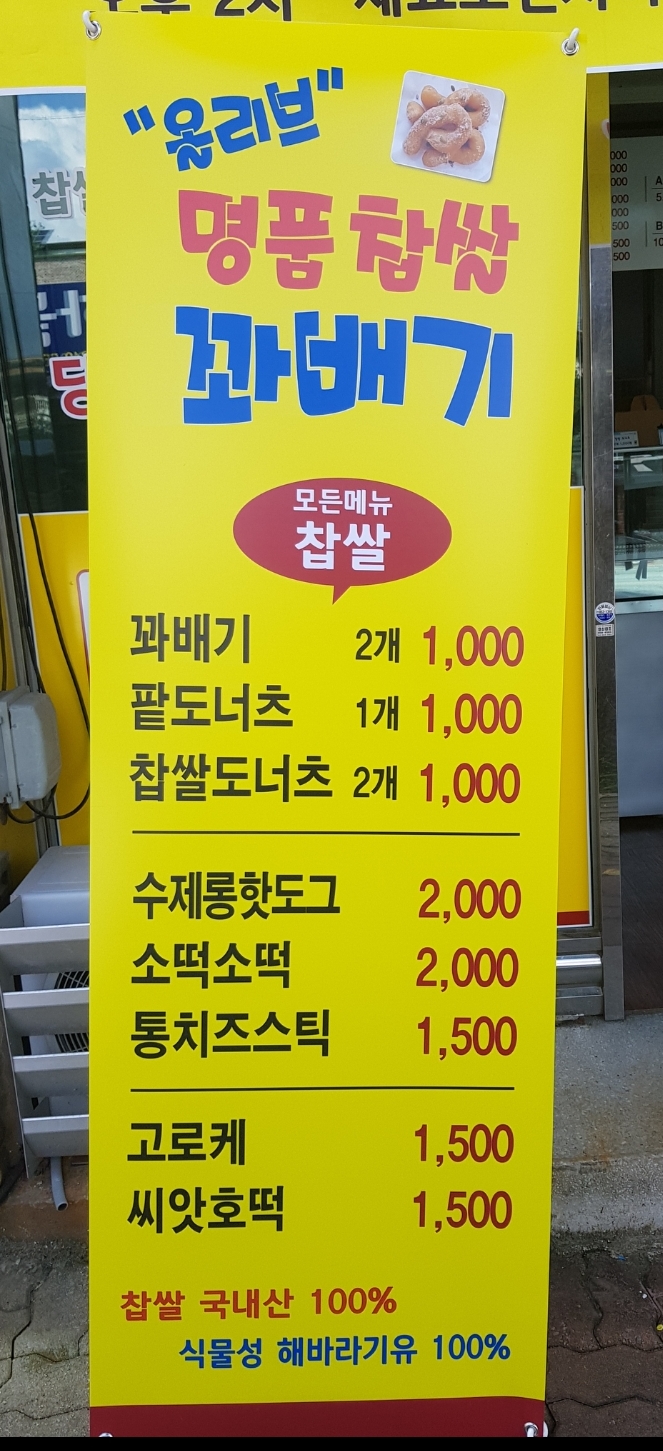 "올리브"
명품 찹쌀
꽈배기
모든메뉴
찹쌀
꽈배기 2개 1,000
팥도너츠 1개 1,000
찹쌀도너츠 2개 1,000
수제롱핫도그 2,000
소떡소떡 2,000
통치즈스틱 1,500
고로케 1,500
씨앗호떡 1,500
찹쌀 국내산 100%
식물성 해바라기유 100%